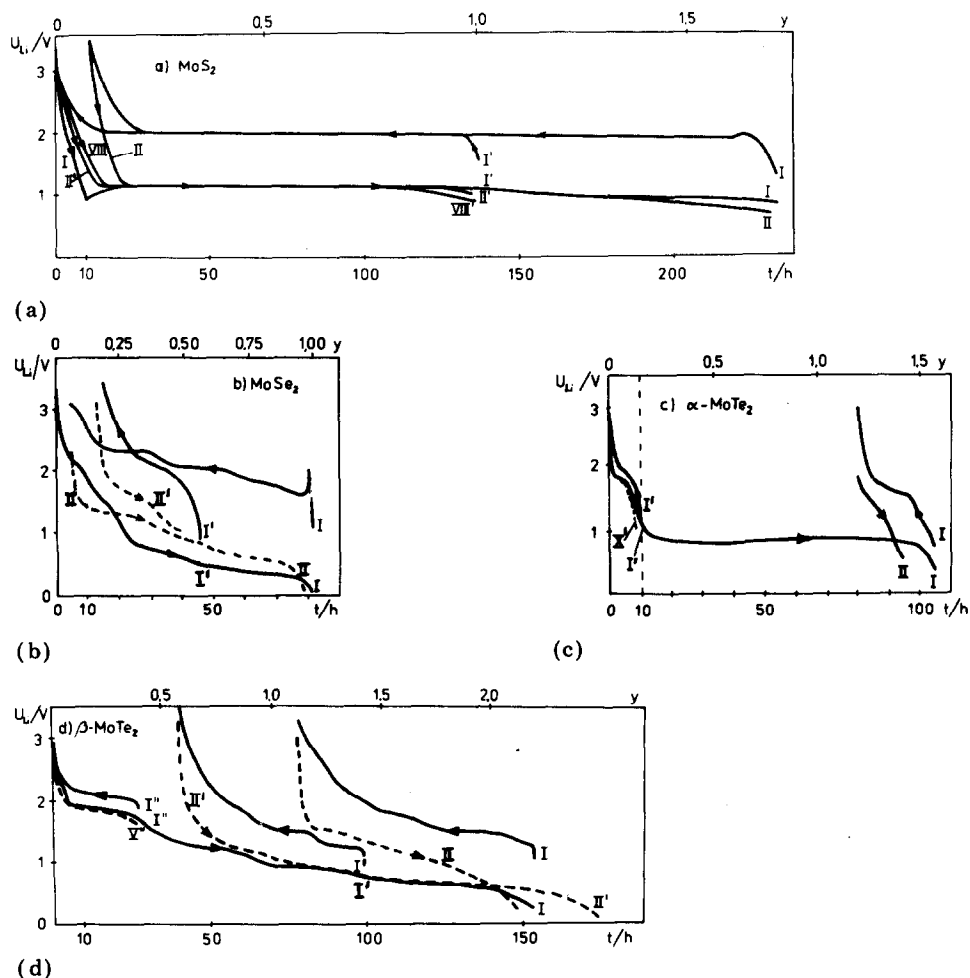 0 0,5 1,0 1,5 y
U_Li/V
a) MoS₂
3
2
1
I
II'
VIII'
II
I'
I
I'
II'
VIII'
I
II
0 10 50 100 150 200 t/h
(a)
0 0,25 0,50 0,75 1,00 y
U_Li/V
b) MoSe₂
3
2
1
0
II
II'
I'
I'
I
II
I
0 10 50 t/h
(b)
0 0,5 1,0 1,5 y
U_Li/V
c) α-MoTe₂
3
2
1
0
I'
I'
I
II
I
0 10 50 100 t/h
(c)
0,5 1,0 1,5 2,0 y
U_Li/V
d) β-MoTe₂
3
2
1
0
I"
I"
V"
II'
I'
II
I
I
II'
10 50 100 150 t/h
(d)